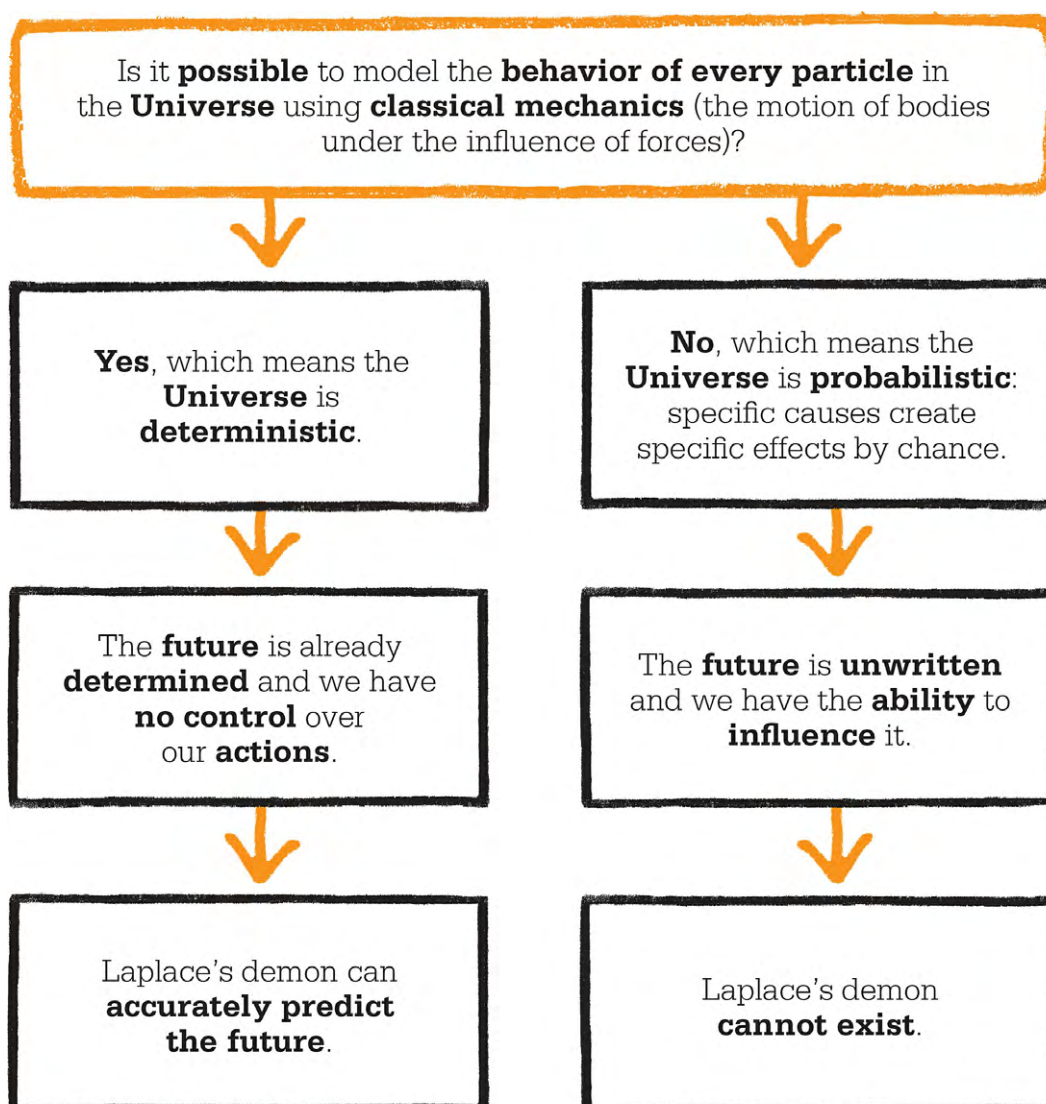 Is it possible to model the behavior of every particle in
the Universe using classical mechanics (the motion of bodies
under the influence of forces)?
Yes, which means the
Universe is
deterministic.
The future is already
determined and we have
no control over
our actions.
Laplace’s demon can
accurately predict
the future.
No, which means the
Universe is probabilistic:
specific causes create
specific effects by chance.
The future is unwritten
and we have the ability to
influence it.
Laplace’s demon
cannot exist.